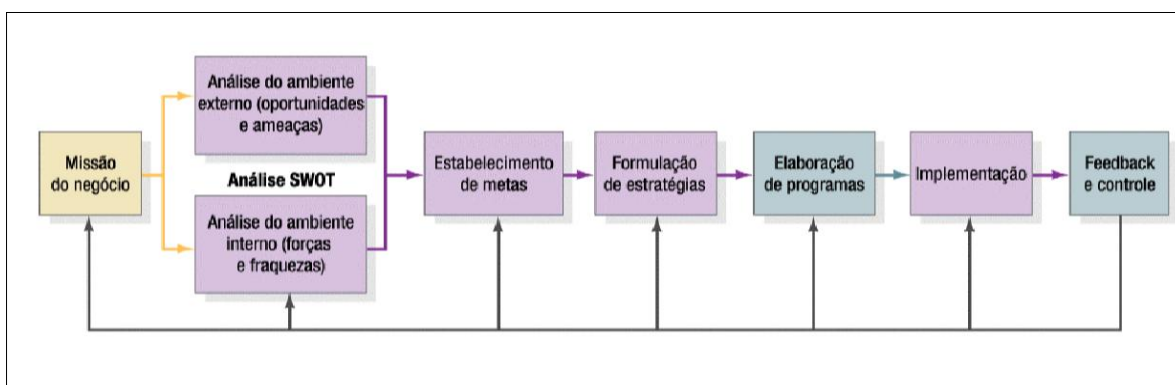 Missão
do negócio
Análise do ambiente
externo (oportunidades
e ameaças)
Análise SWOT
Análise do ambiente
interno (forças
e fraquezas)
Estabelecimento
de metas
Formulação
de estratégias
Elaboração
de programas
Implementação
Feedback
e controle